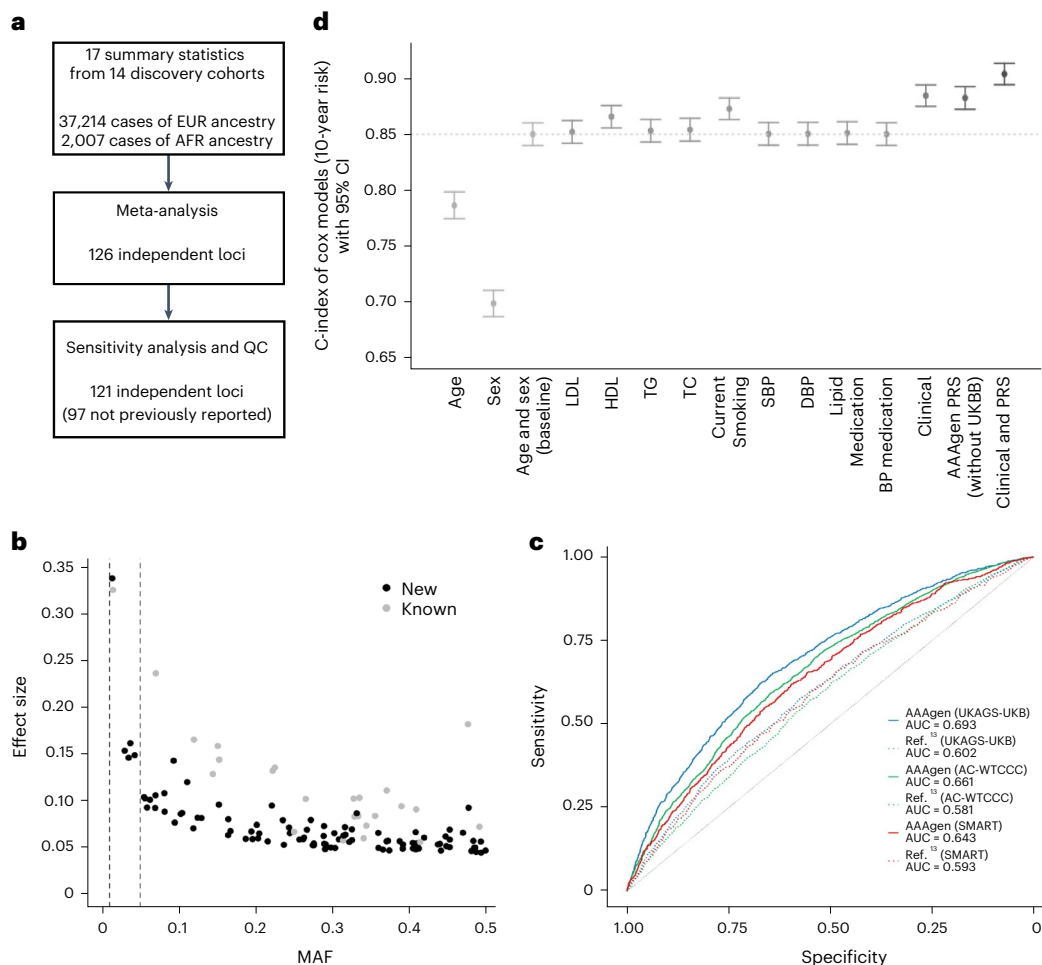 a
17 summary statistics
from 14 discovery cohorts
37,214 cases of EUR ancestry
2,007 cases of AFR ancestry
Meta-analysis
126 independent loci
Sensitivity analysis and QC
121 independent loci
(97 not previously reported)
d
C-index of cox models (10-year risk)
with 95% CI
0.90
0.85
0.80
0.75
0.70
0.65
Age
Sex
Age and sex
(baseline)
LDL
HDL
TG
TC
Current
Smoking
SBP
DBP
Lipid
Medication
BP medication
Clinical
AAAgen PRS
(without UKBB)
Clinical and PRS
b
Effect size
0.35
0.30
0.25
0.20
0.15
0.10
0.05
0
New
Known
0
0.1
0.2
0.3
0.4
0.5
MAF
c
Sensitivity
1.00
0.75
0.50
0.25
0
AAAgen (UKAGS-UKB)
AUC = 0.693
Ref. 13 (UKAGS-UKB)
AUC = 0.602
AAAgen (AC-WTCCC)
AUC = 0.661
Ref. 13 (AC-WTCCC)
AUC = 0.581
AAAgen (SMART)
AUC = 0.643
Ref. 13 (SMART)
AUC = 0.593
1.00
0.75
0.50
0.25
0
Specificity